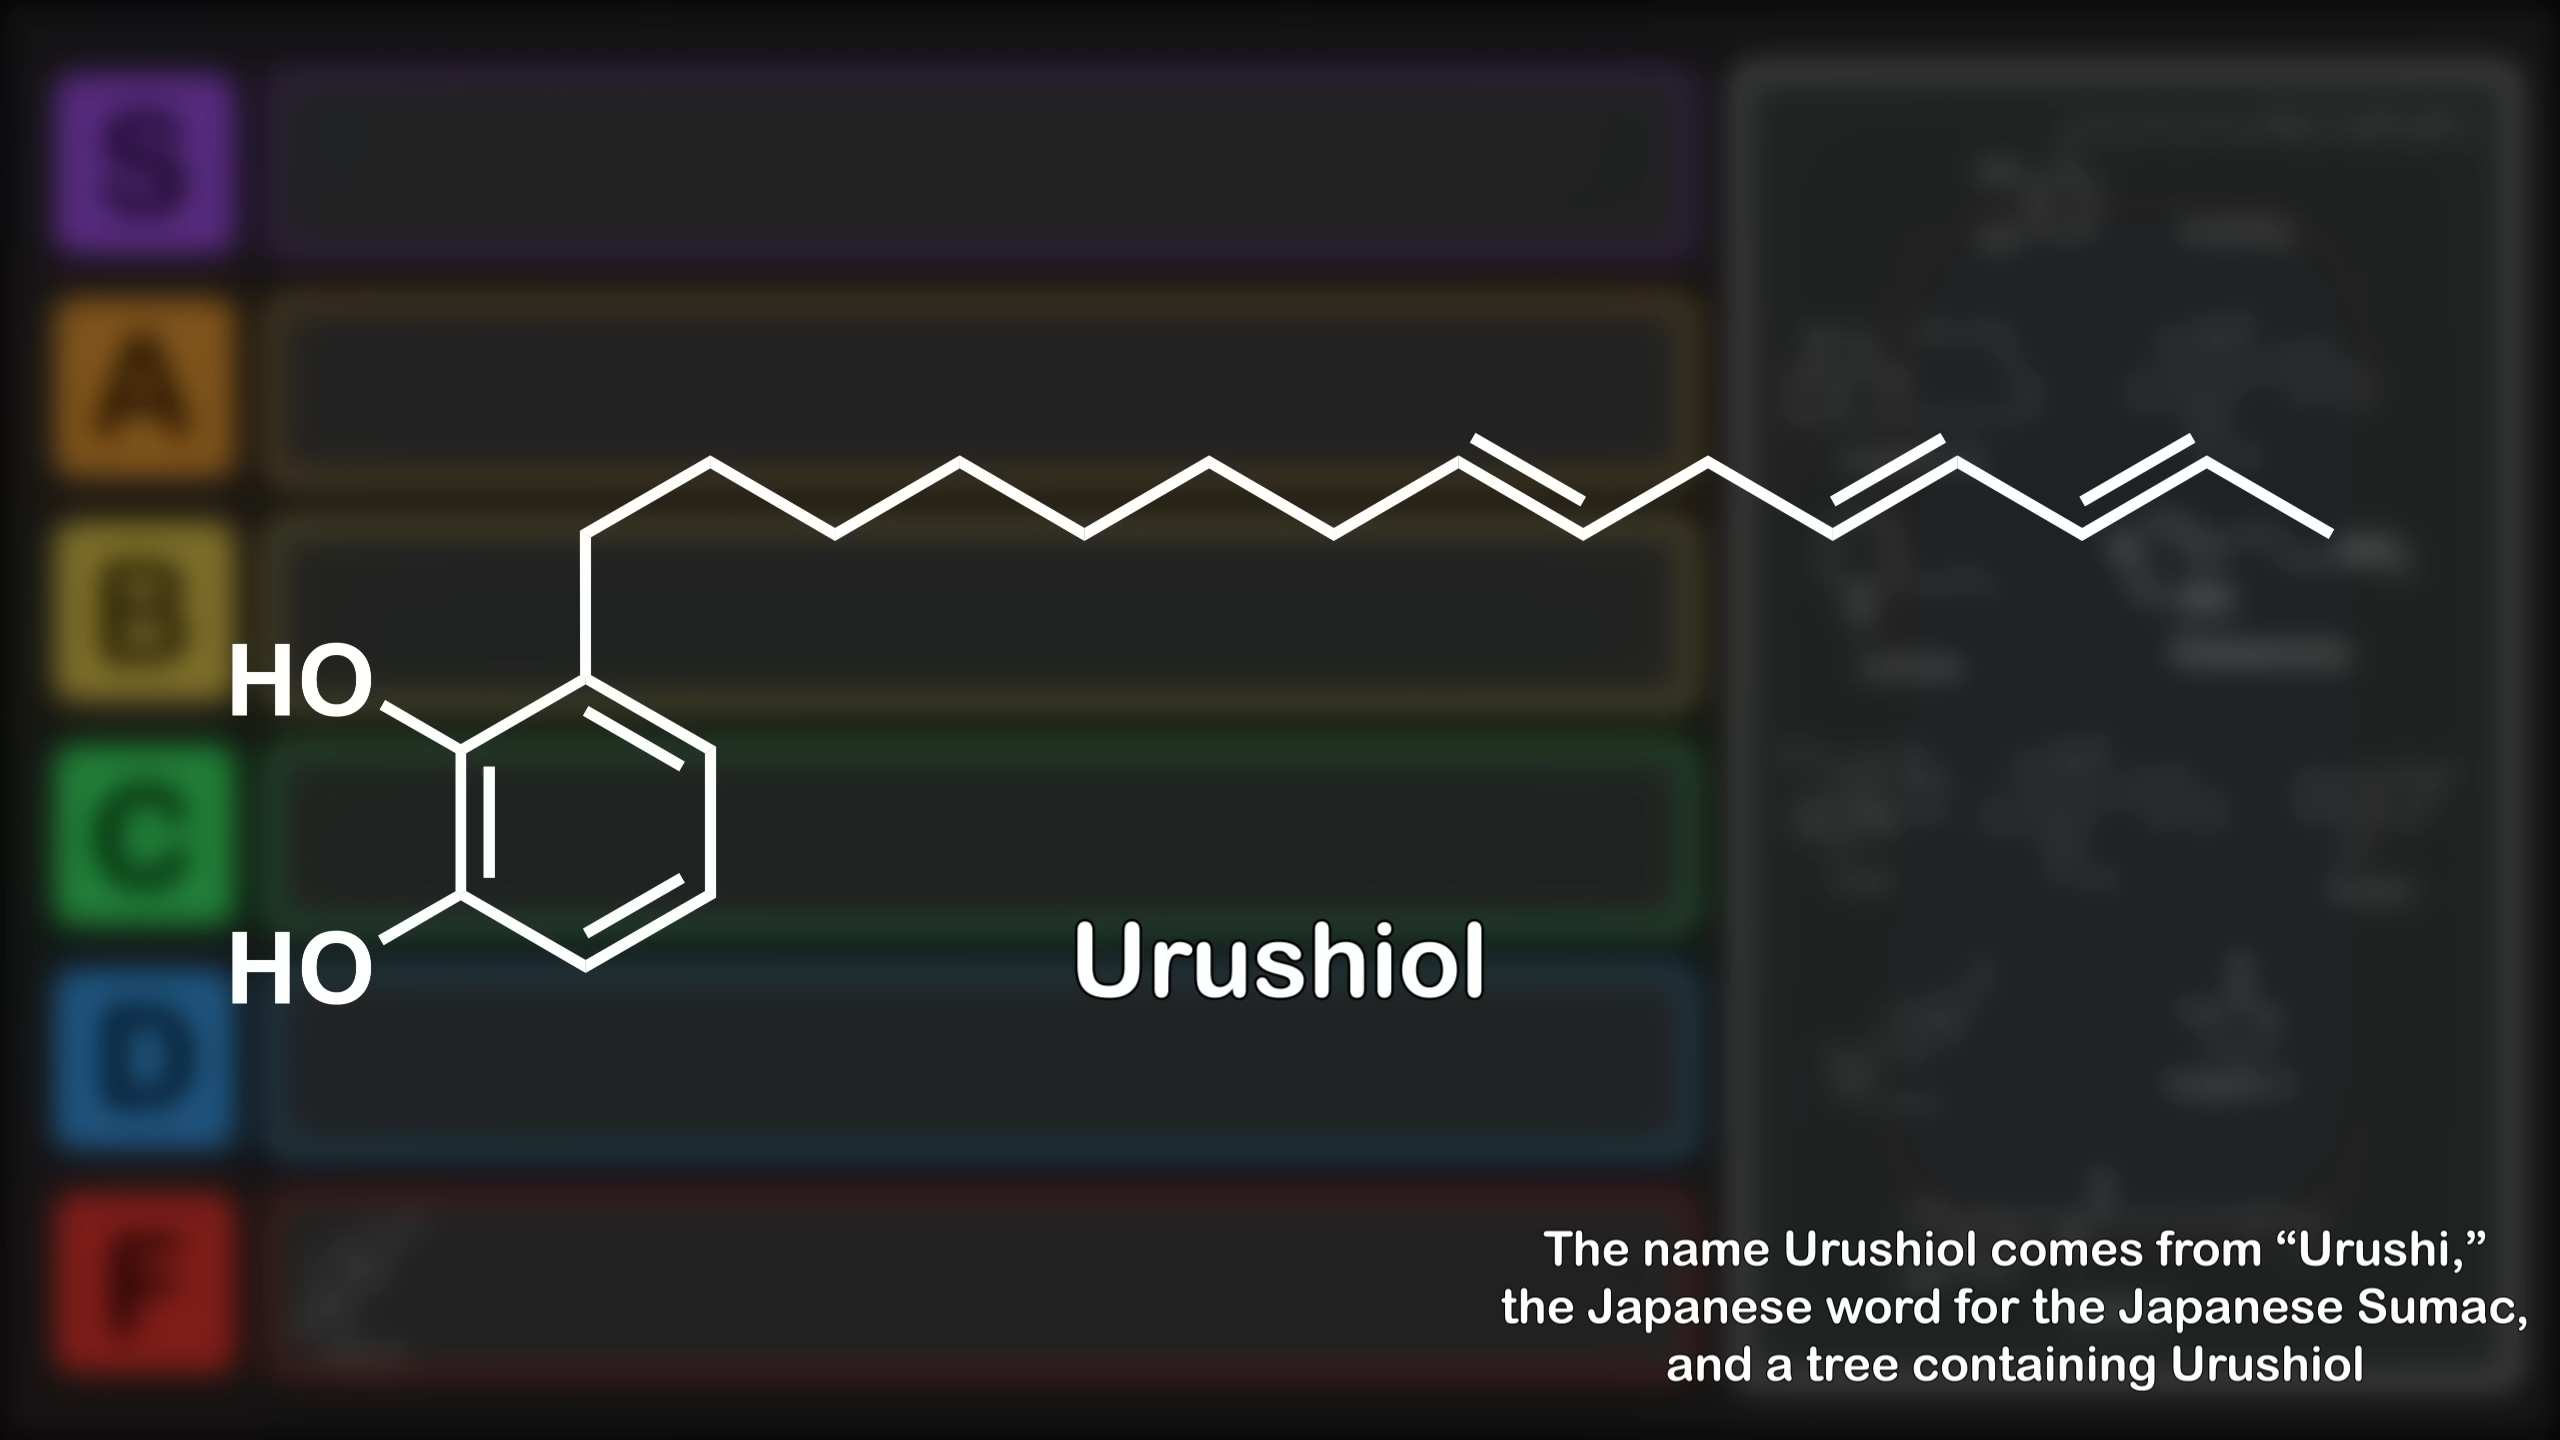 S
A
B
HO
C
HO
Urushiol
D
F
The name Urushiol comes from “Urushi,”
the Japanese word for the Japanese Sumac,
and a tree containing Urushiol